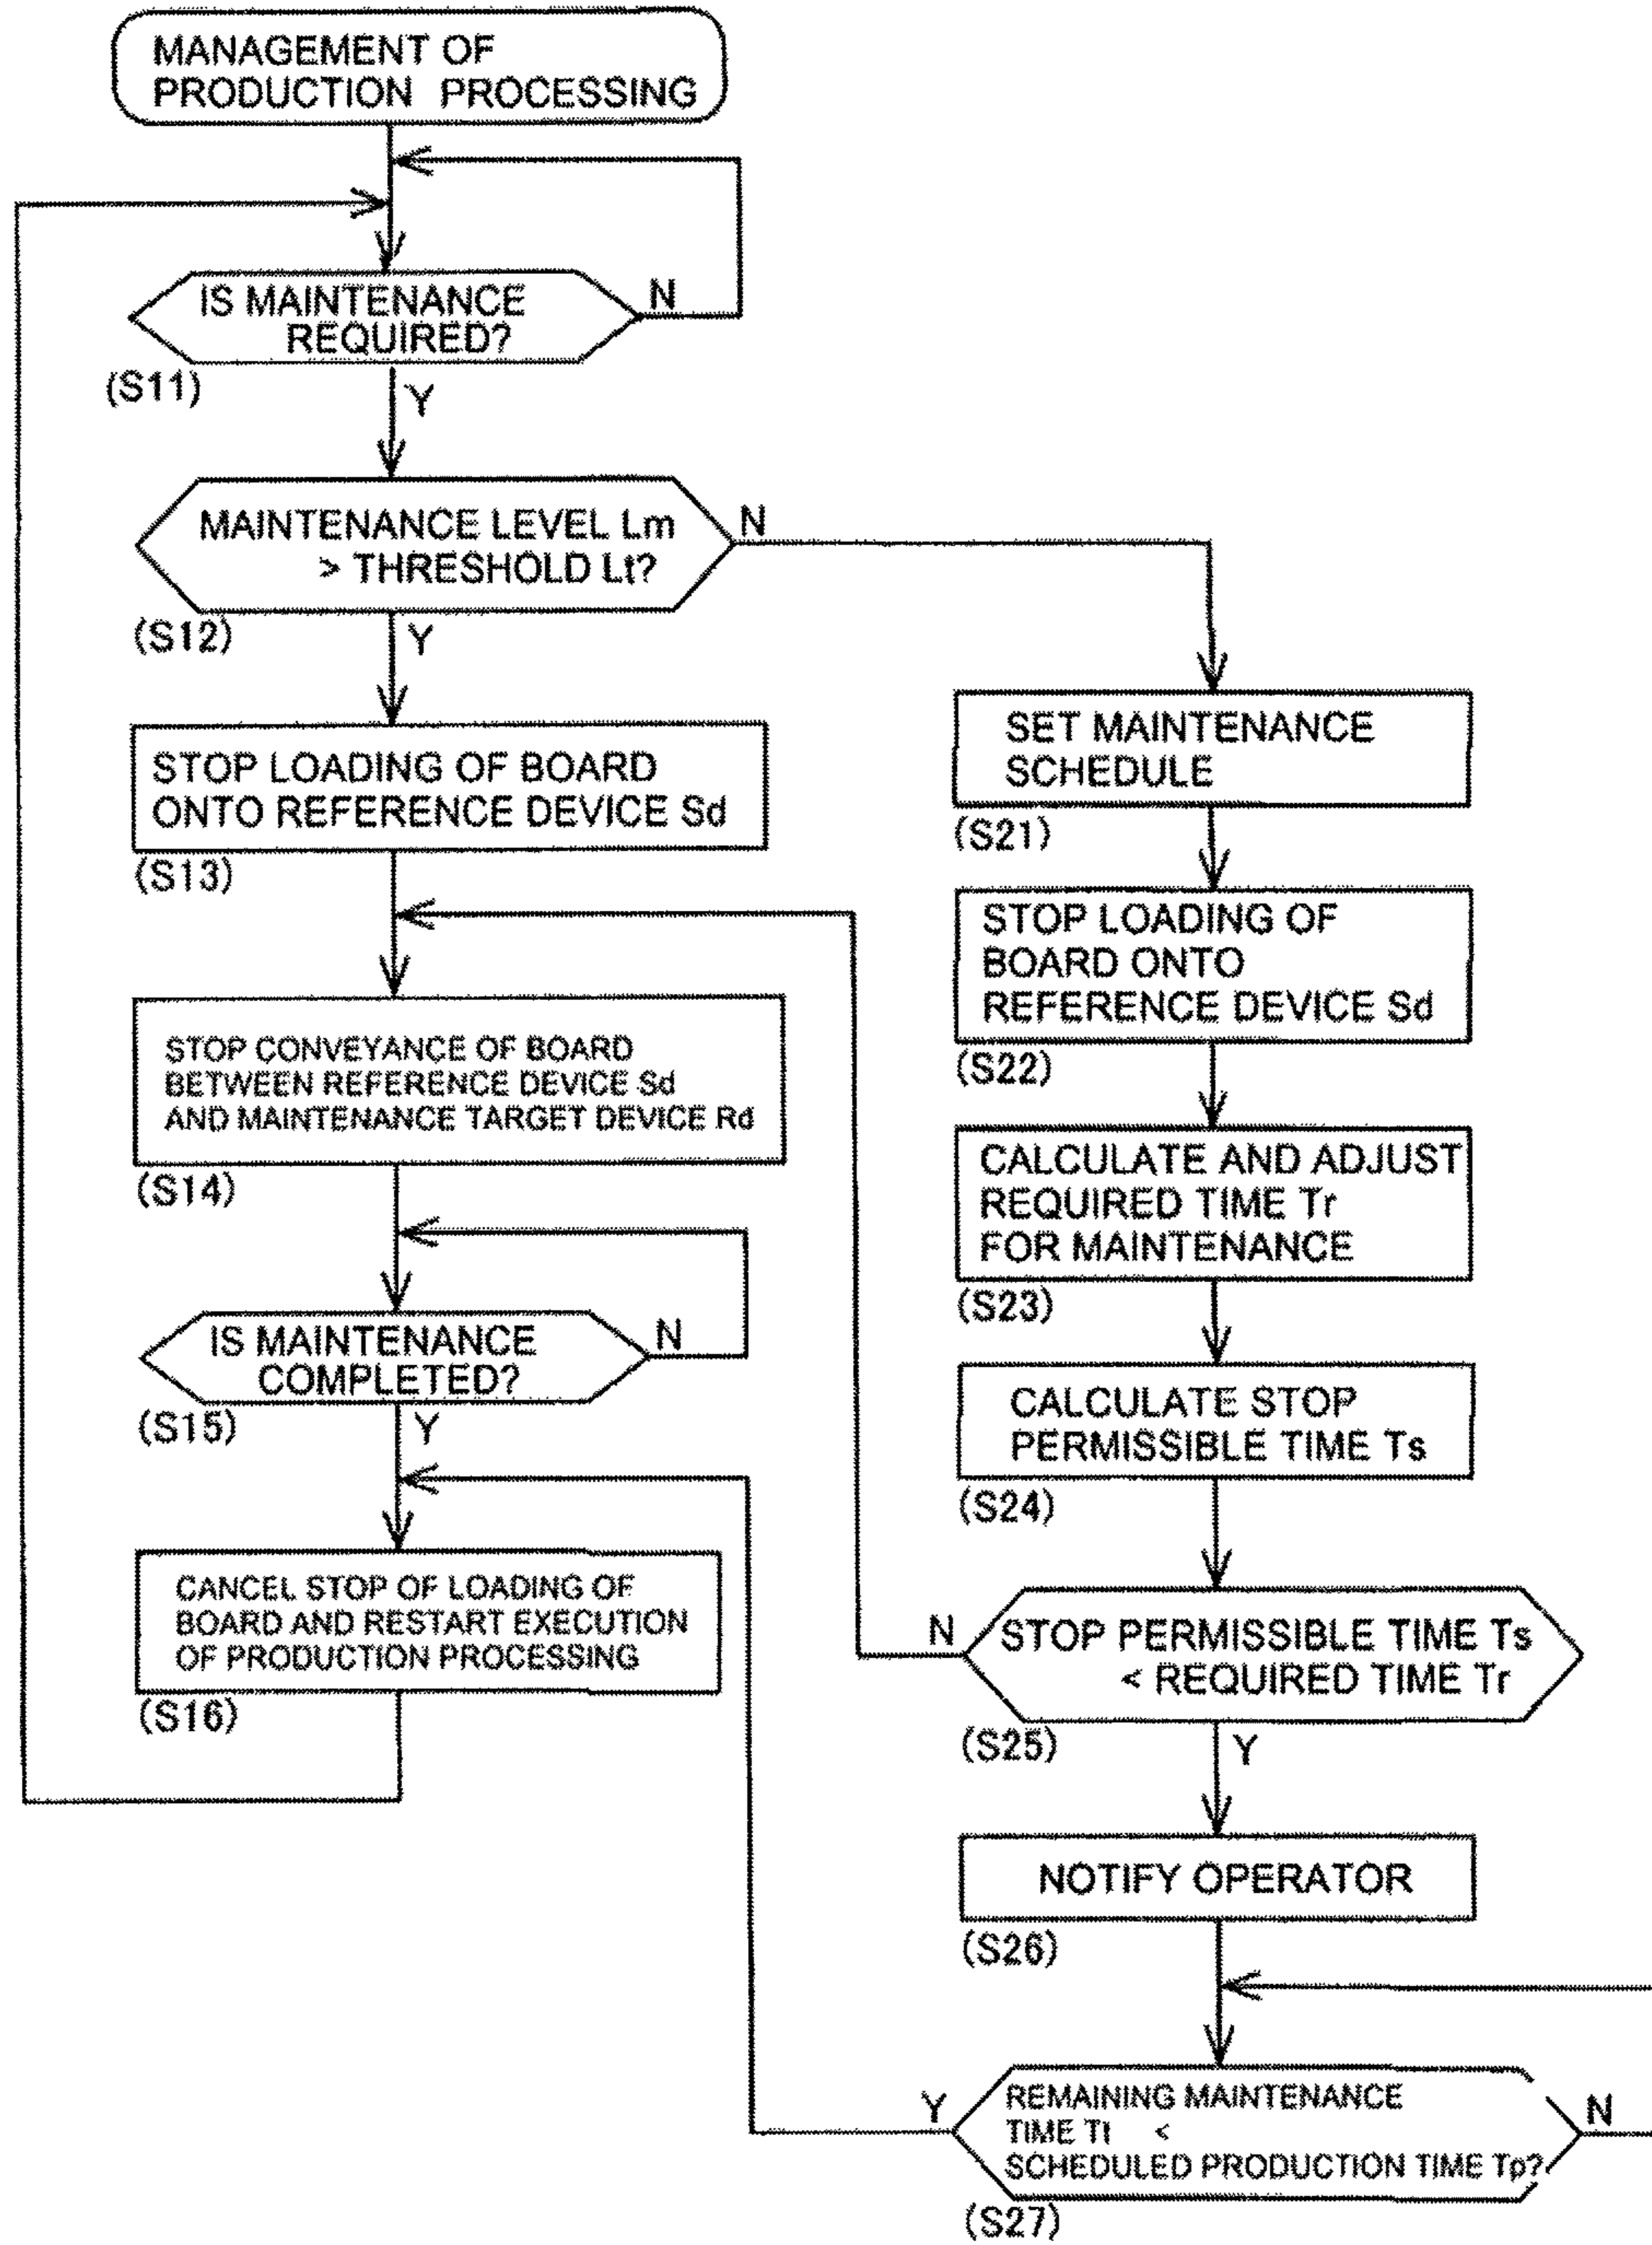 MANAGEMENT OF
PRODUCTION PROCESSING
IS MAINTENANCE
REQUIRED?
N
(S11)
Y
MAINTENANCE LEVEL Lm
> THRESHOLD Lt?
N
(S12)
Y
STOP LOADING OF BOARD
ONTO REFERENCE DEVICE Sd
(S13)
STOP CONVEYANCE OF BOARD
BETWEEN REFERENCE DEVICE Sd
AND MAINTENANCE TARGET DEVICE Rd
(S14)
IS MAINTENANCE
COMPLETED?
N
(S15)
Y
CANCEL STOP OF LOADING OF
BOARD AND RESTART EXECUTION
OF PRODUCTION PROCESSING
(S16)
SET MAINTENANCE
SCHEDULE
(S21)
STOP LOADING OF
BOARD ONTO
REFERENCE DEVICE Sd
(S22)
CALCULATE AND ADJUST
REQUIRED TIME Tr
FOR MAINTENANCE
(S23)
CALCULATE STOP
PERMISSIBLE TIME Ts
(S24)
N
STOP PERMISSIBLE TIME Ts
< REQUIRED TIME Tr
(S25)
Y
NOTIFY OPERATOR
(S26)
Y
REMAINING MAINTENANCE
TIME Tl <
SCHEDULED PRODUCTION TIME Tp?
N
(S27)